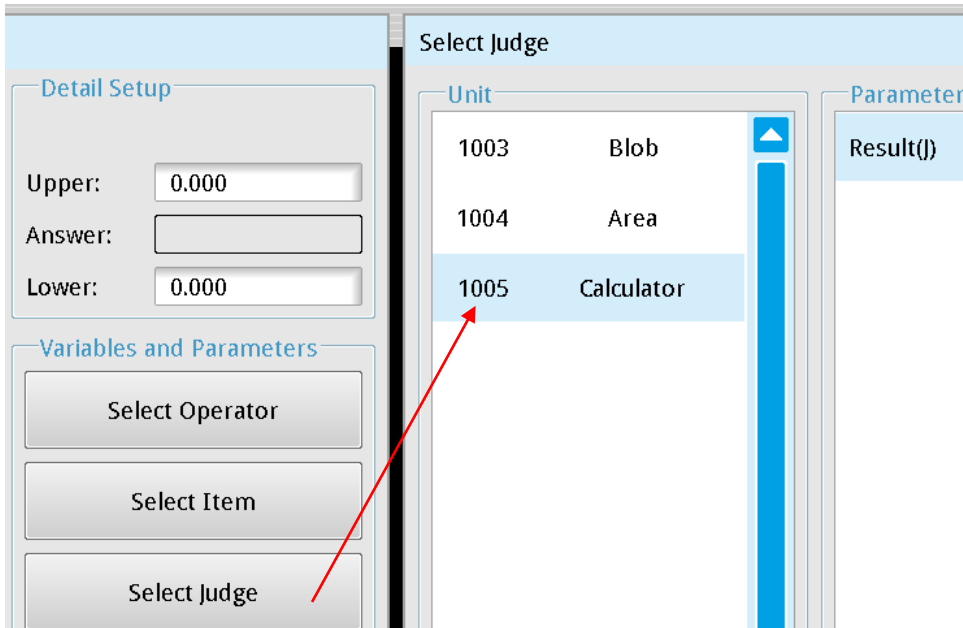 Detail Setup
Upper: 0.000
Answer:
Lower: 0.000
Variables and Parameters
Select Operator
Select Item
Select Judge
Select Judge
Unit
1003 Blob
1004 Area
1005 Calculator
Parameter
Result(J)